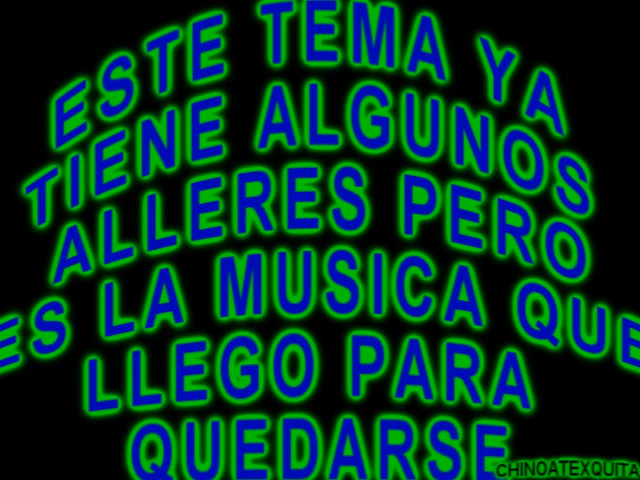 ESTE TEMA YA
TIENE ALGUNOS
ALLERES PERO
ES LA MUSICA QUE
LLEGO PARA
QUEDARSE
CHINOATEXQUITA